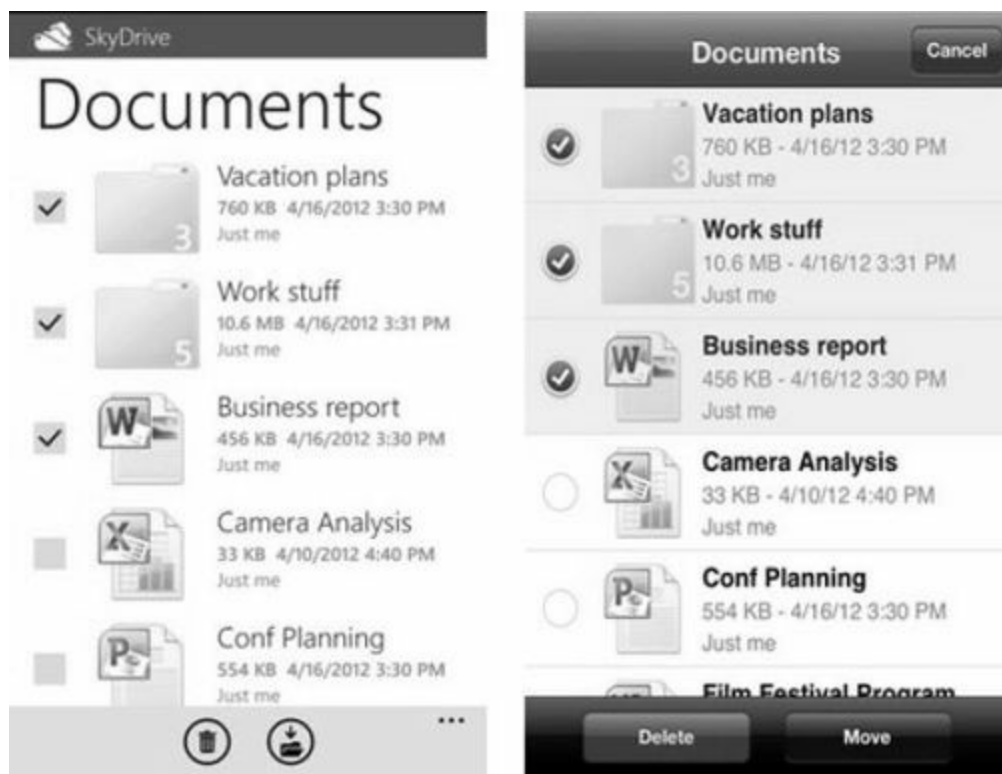 SkyDrive
Documents
Vacation plans
760 KB 4/16/2012 3:30 PM
Just me
3
Work stuff
10.6 MB 4/16/2012 3:31 PM
Just me
5
Business report
W
456 KB 4/16/2012 3:30 PM
Just me
Camera Analysis
X
33 KB 4/10/2012 4:40 PM
Just me
Conf Planning
P
554 KB 4/16/2012 3:30 PM
Just me
Documents
Cancel
Vacation plans
760 KB - 4/16/12 3:30 PM
3
Just me
Work stuff
10.6 MB - 4/16/12 3:31 PM
5
Just me
Business report
W
456 KB - 4/16/12 3:30 PM
Just me
Camera Analysis
X
33 KB - 4/10/12 4:40 PM
Just me
Conf Planning
P
554 KB - 4/16/12 3:30 PM
Just me
Film Festival Program
Delete
Move